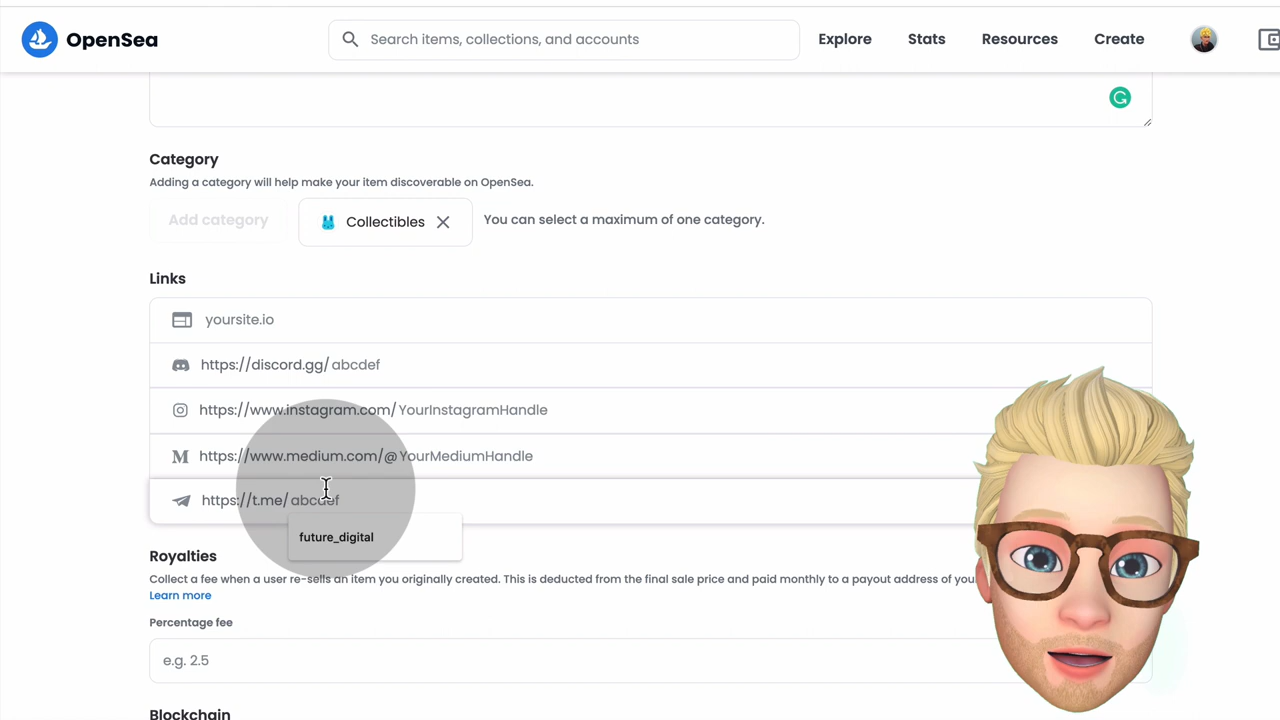 OpenSea
Search items, collections, and accounts
Explore
Stats
Resources
Create
Category
Adding a category will help make your item discoverable on OpenSea.
Add category
Collectibles
You can select a maximum of one category.
Links
yoursite.io
https://discord.gg/ abcdef
https://www.instagram.com/ YourInstagramHandle
https://www.medium.com/@ YourMediumHandle
https://t.me/ abcdef
future_digital
Royalties
Collect a fee when a user re-sells an item you originally created. This is deducted from the final sale price and paid monthly to a payout address of
Learn more
Percentage fee
e.g. 2.5
Blockchain